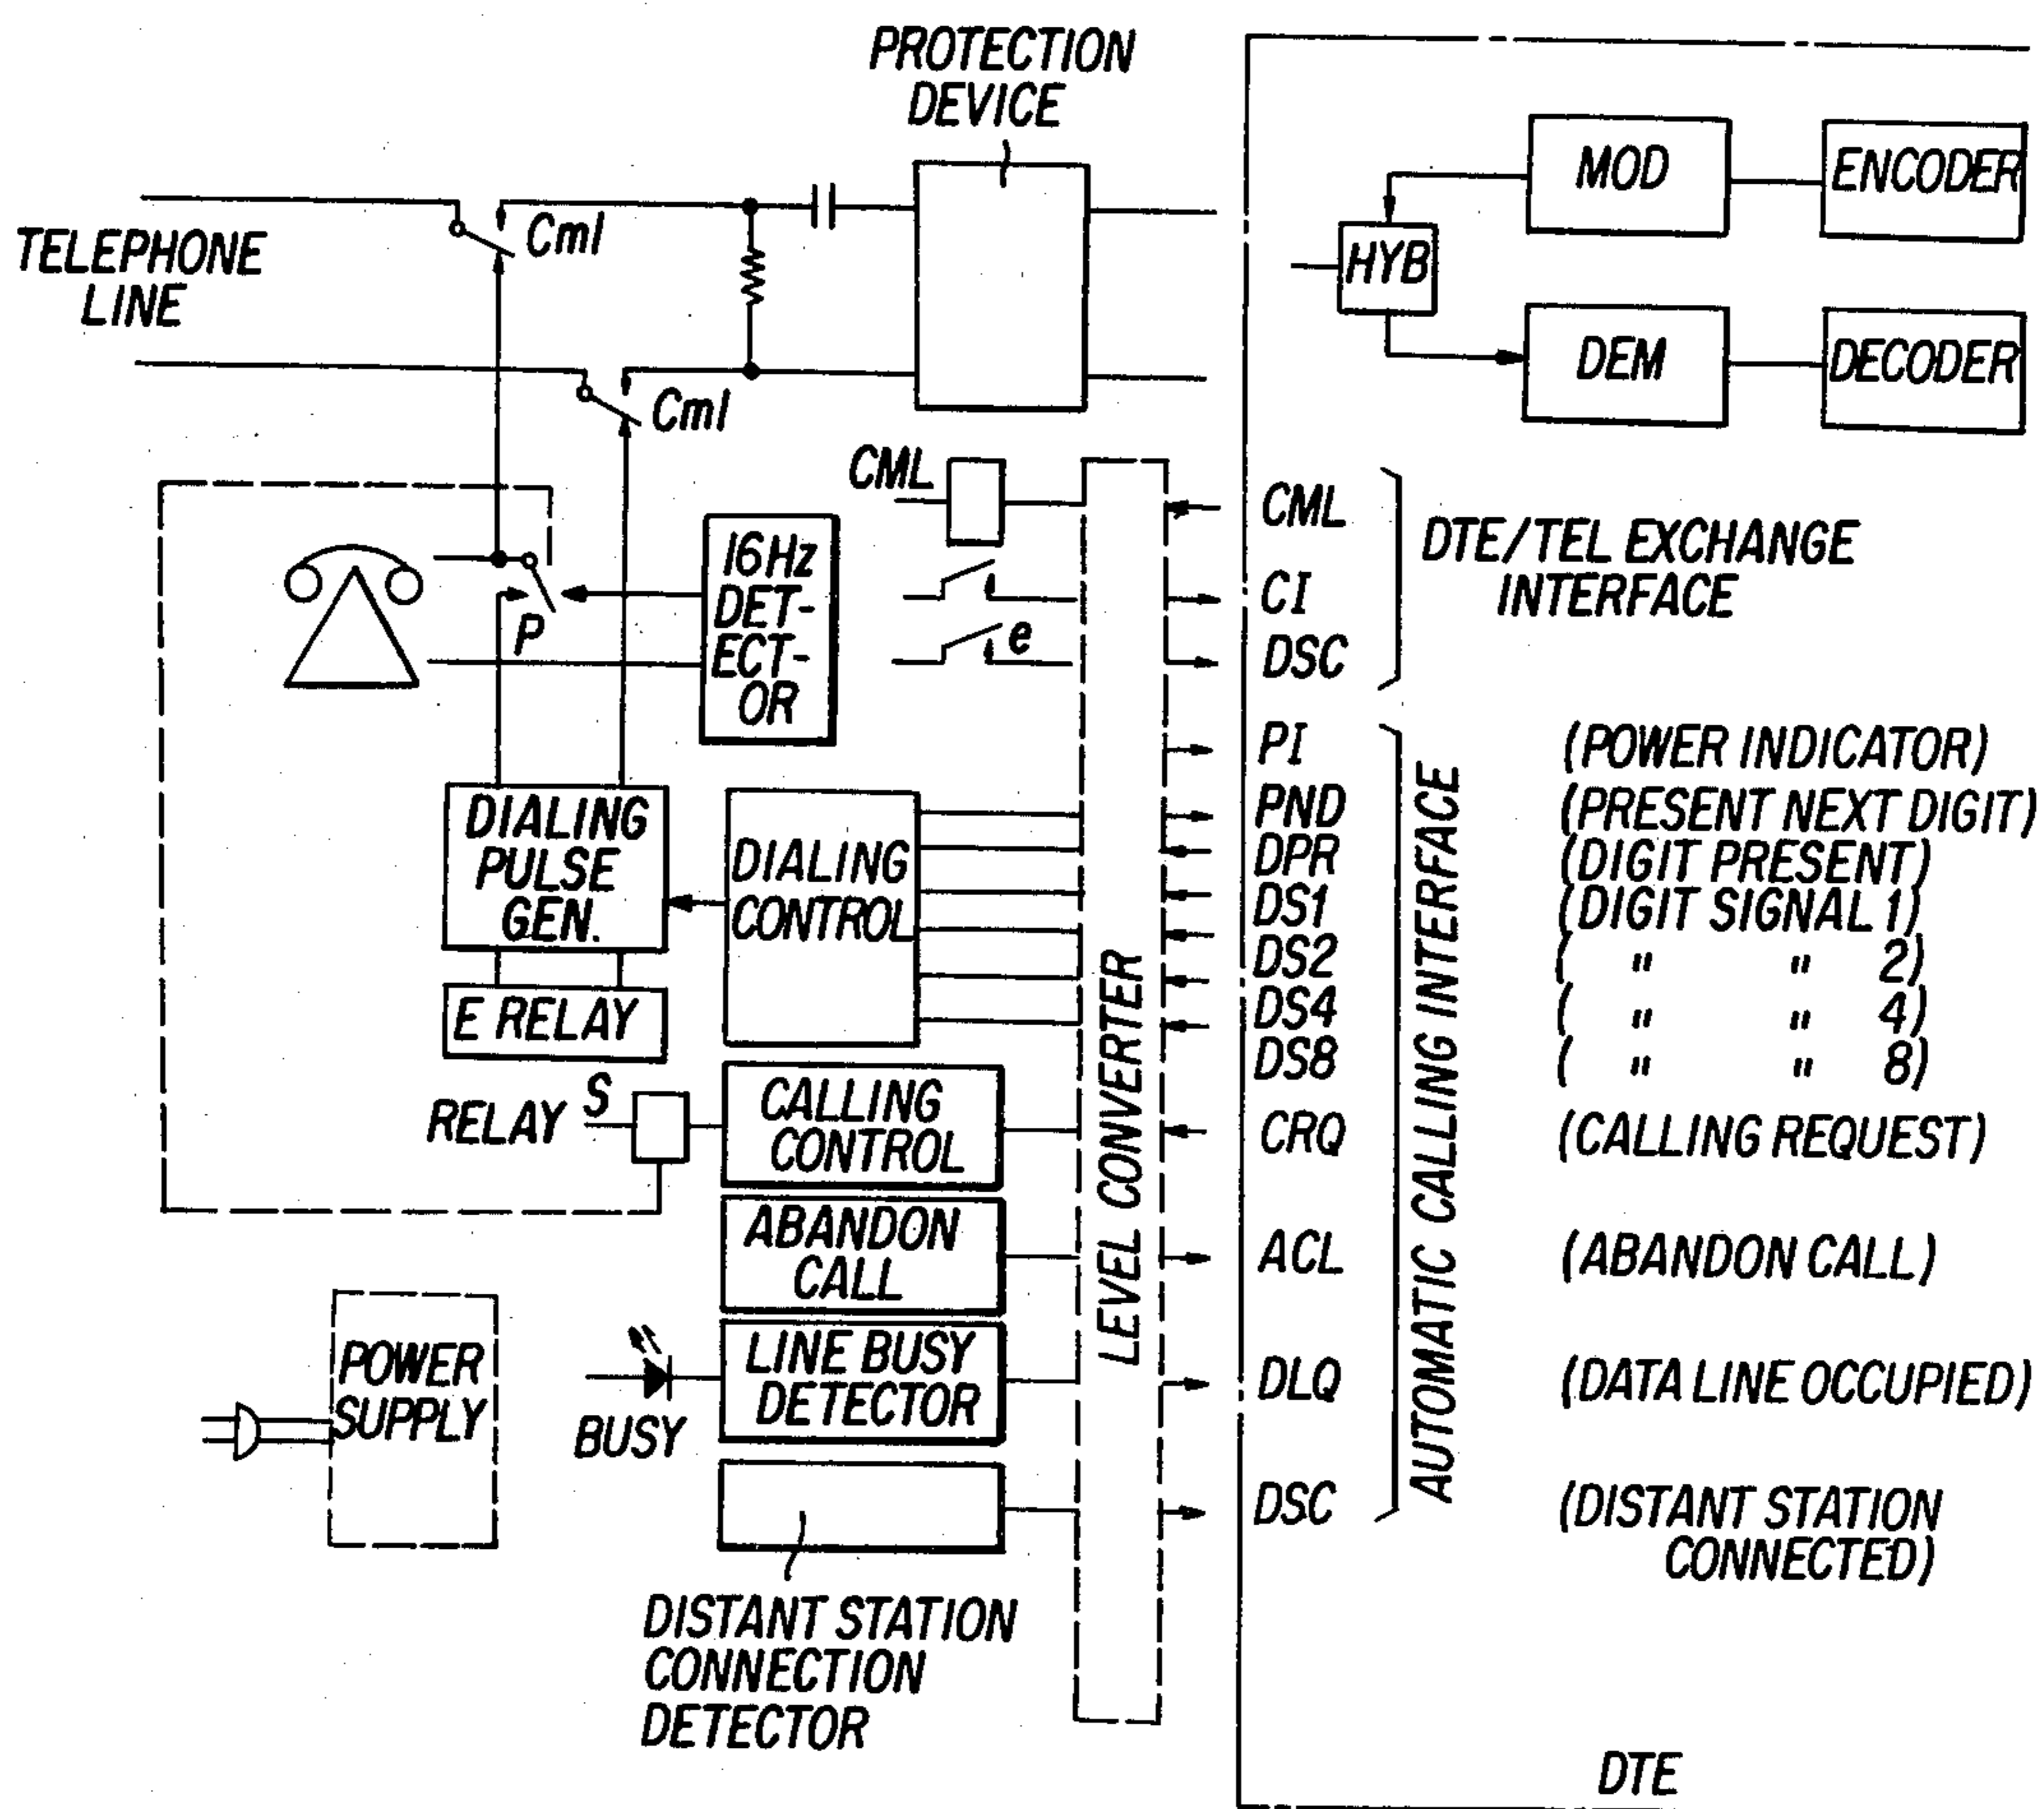 PROTECTION
DEVICE
MOD
ENCODER
TELEPHONE
LINE
Cml
HYB
DEM
DECODER
Cml
CML
CML
DTE/TEL EXCHANGE
INTERFACE
16Hz
DET-
ECT-
OR
P
CI
e
DSC
PI
(POWER INDICATOR)
DIALING
PULSE
GEN.
DIALING
CONTROL
PND
(PRESENT NEXT DIGIT)
DPR
(DIGIT PRESENT)
DS1
(DIGIT SIGNAL 1)
DS2
( " " 2)
DS4
( " " 4)
DS8
( " " 8)
E RELAY
LEVEL CONVERTER
AUTOMATIC CALLING INTERFACE
RELAY S
CALLING
CONTROL
CRQ
(CALLING REQUEST)
ABANDON
CALL
ACL
(ABANDON CALL)
POWER
SUPPLY
BUSY
LINE BUSY
DETECTOR
DLQ
(DATA LINE OCCUPIED)
DSC
(DISTANT STATION
CONNECTED)
DISTANT STATION
CONNECTION
DETECTOR
DTE